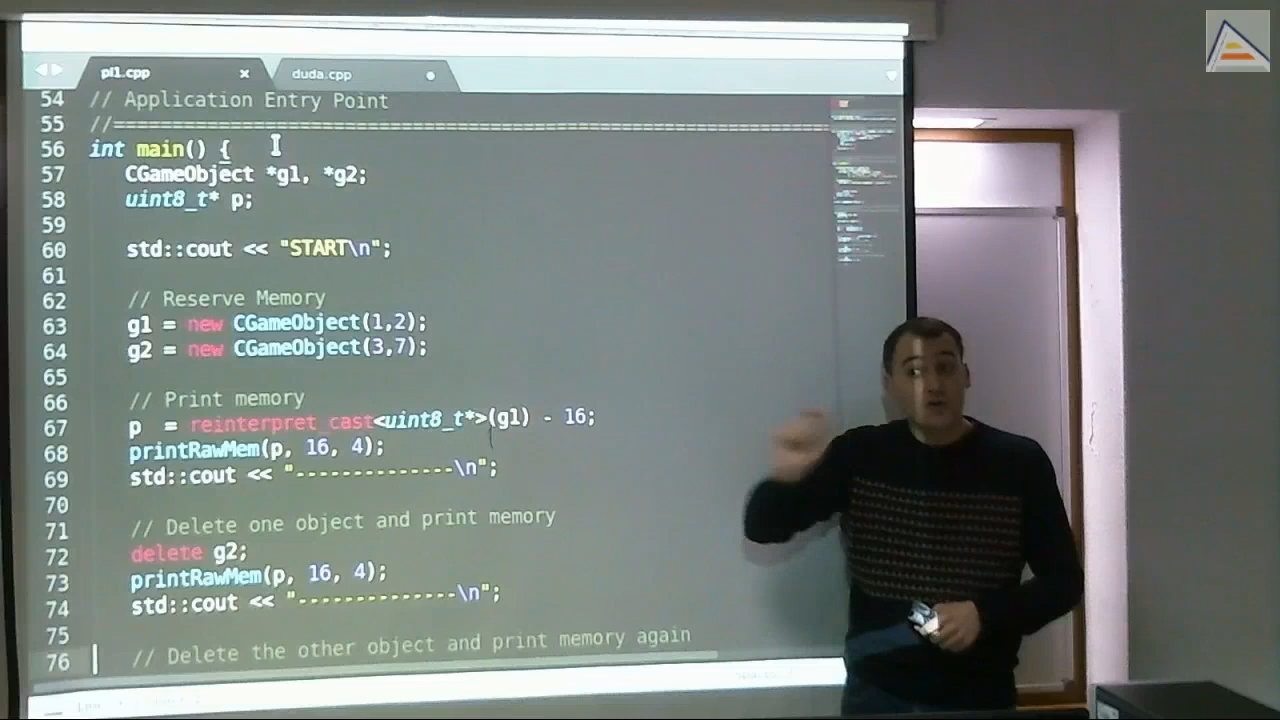 pl1.cpp x duda.cpp
54 // Application Entry Point
55 //==============================================================================
56 int main() {
57 CGameObject *g1, *g2;
58 uint8_t* p;
59
60 std::cout << "START\n";
61
62 // Reserve Memory
63 g1 = new CGameObject(1,2);
64 g2 = new CGameObject(3,7);
65
66 // Print memory
67 p = reinterpret_cast<uint8_t*>(g1) - 16;
68 printRawMem(p, 16, 4);
69 std::cout << "--------------\n";
70
71 // Delete one object and print memory
72 delete g2;
73 printRawMem(p, 16, 4);
74 std::cout << "--------------\n";
75
76 // Delete the other object and print memory again